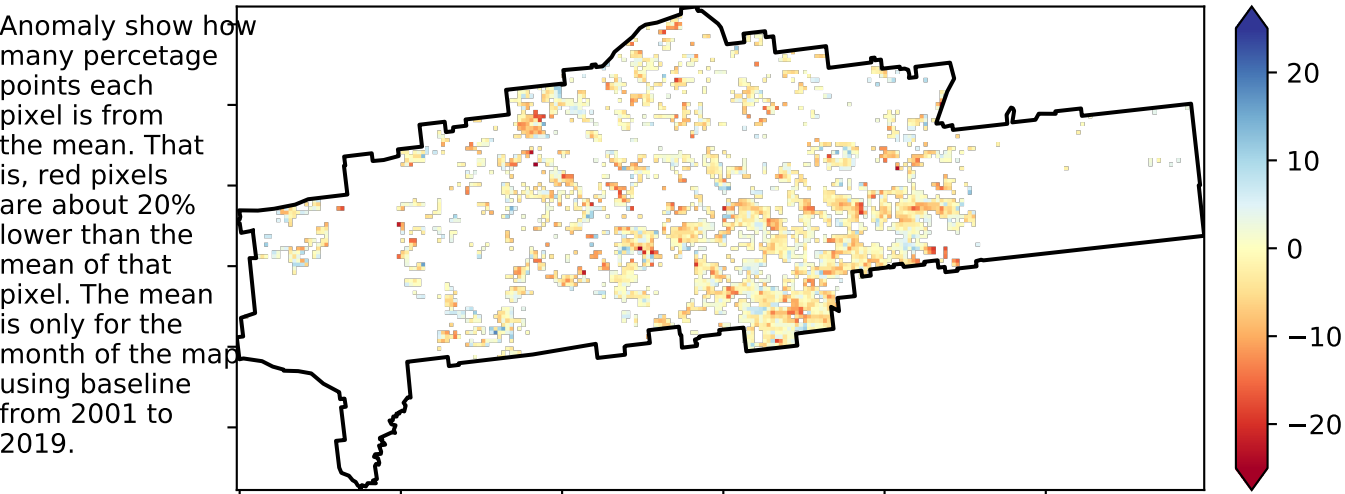 Anomaly show how
many percetage
points each
pixel is from
the mean. That
is, red pixels
are about 20%
lower than the
mean of that
pixel. The mean
is only for the
month of the map
using baseline
from 2001 to
2019.
20
10
0
−10
−20